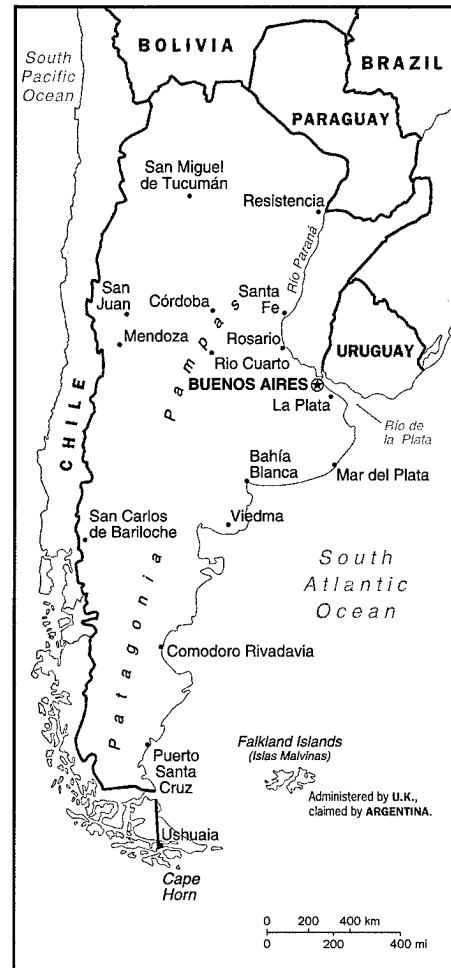 BOLIVIA
BRAZIL
South
Pacific
Ocean
PARAGUAY
San Miguel
de Tucumán
Resistencia
Río Paraná
San
Juan
Córdoba
Santa
Fe
Pampas
Mendoza
Rosario
Rio Cuarto
URUGUAY
BUENOS AIRES
La Plata
CHILE
Río de
la Plata
Bahía
Blanca
Mar del Plata
San Carlos
de Bariloche
Viedma
South
Atlantic
Ocean
Patagonia
Comodoro Rivadavia
Puerto
Santa
Cruz
Falkland Islands
(Islas Malvinas)
Administered by U.K.,
claimed by ARGENTINA.
Ushuaia
Cape
Horn
0 200 400 km
0 200 400 mi